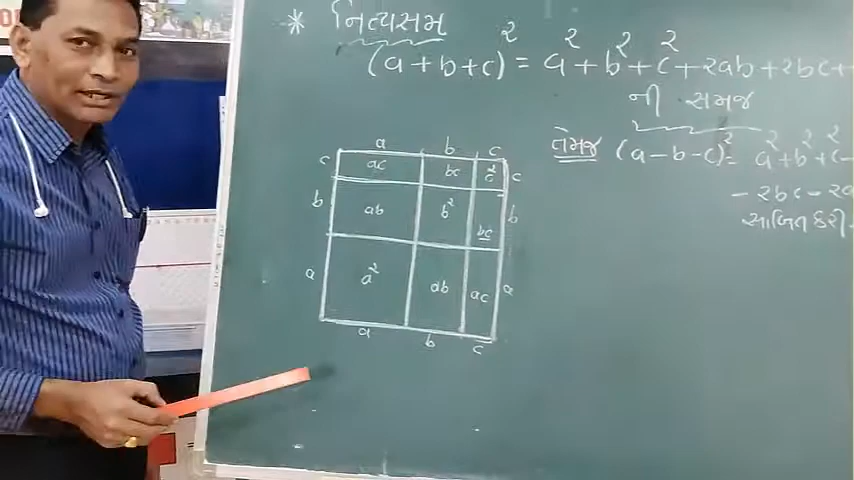 * નિત્યસમ
(a+b+c)² = a²+b²+c²+2ab+2bc+
ની સમજ
તેમજ (a-b-c)² = a²+b²+c-
-2bc-2a
સાબિત કરી.
a b c
c ac bc c² c
b ab b² bc b
a a² ab ac a
a b c